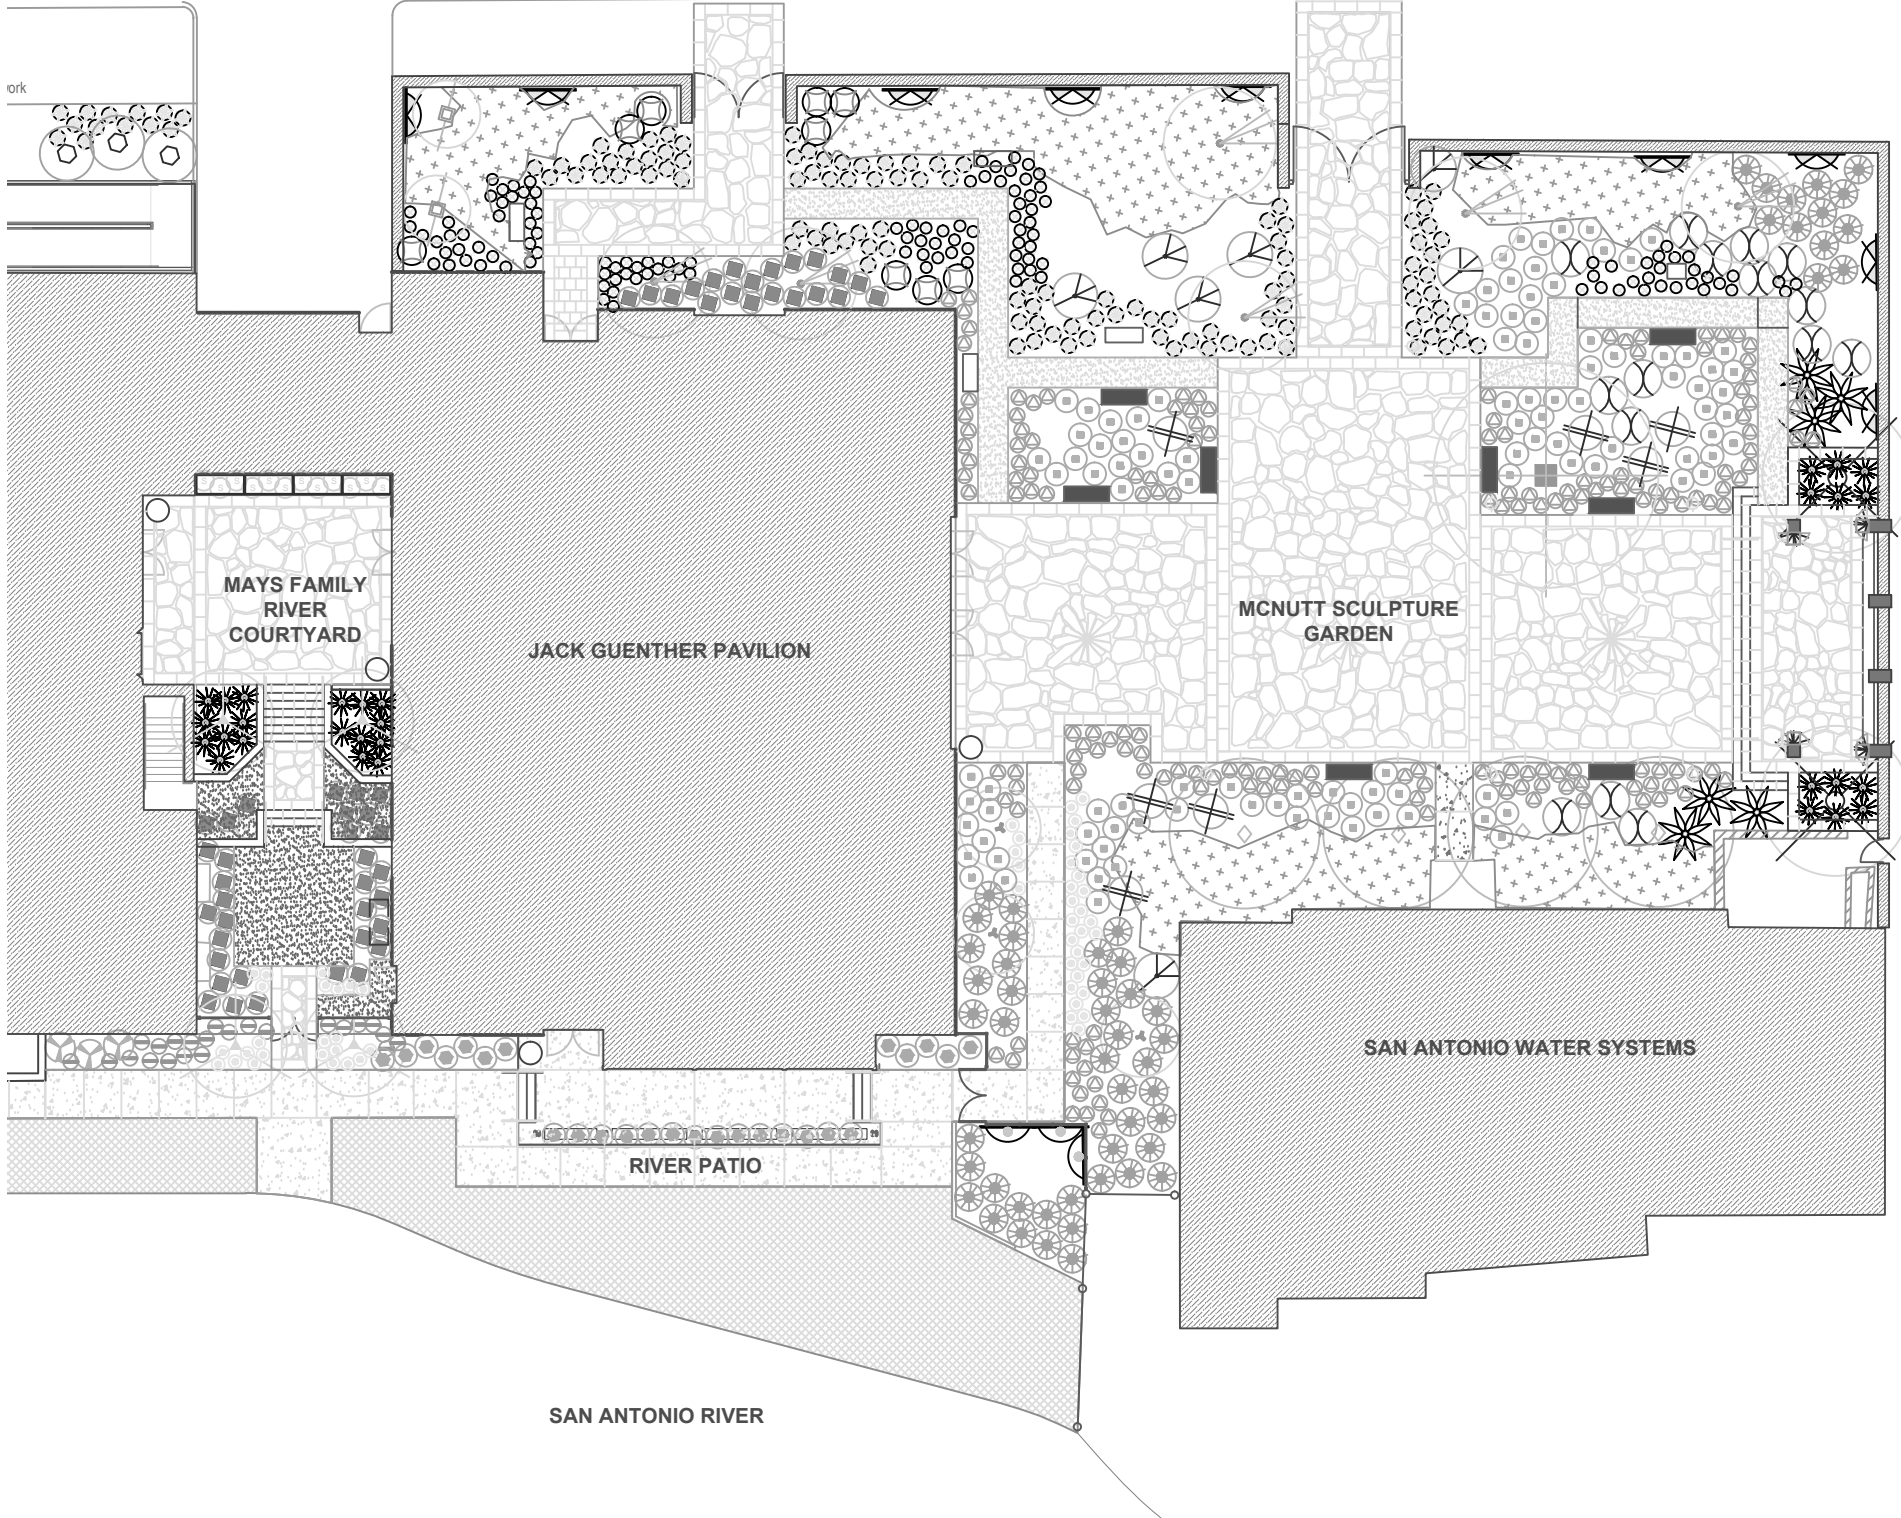 work
MAYS FAMILY
RIVER
COURTYARD
JACK GUENTHER PAVILION
MCNUTT SCULPTURE
GARDEN
SAN ANTONIO WATER SYSTEMS
RIVER PATIO
SAN ANTONIO RIVER